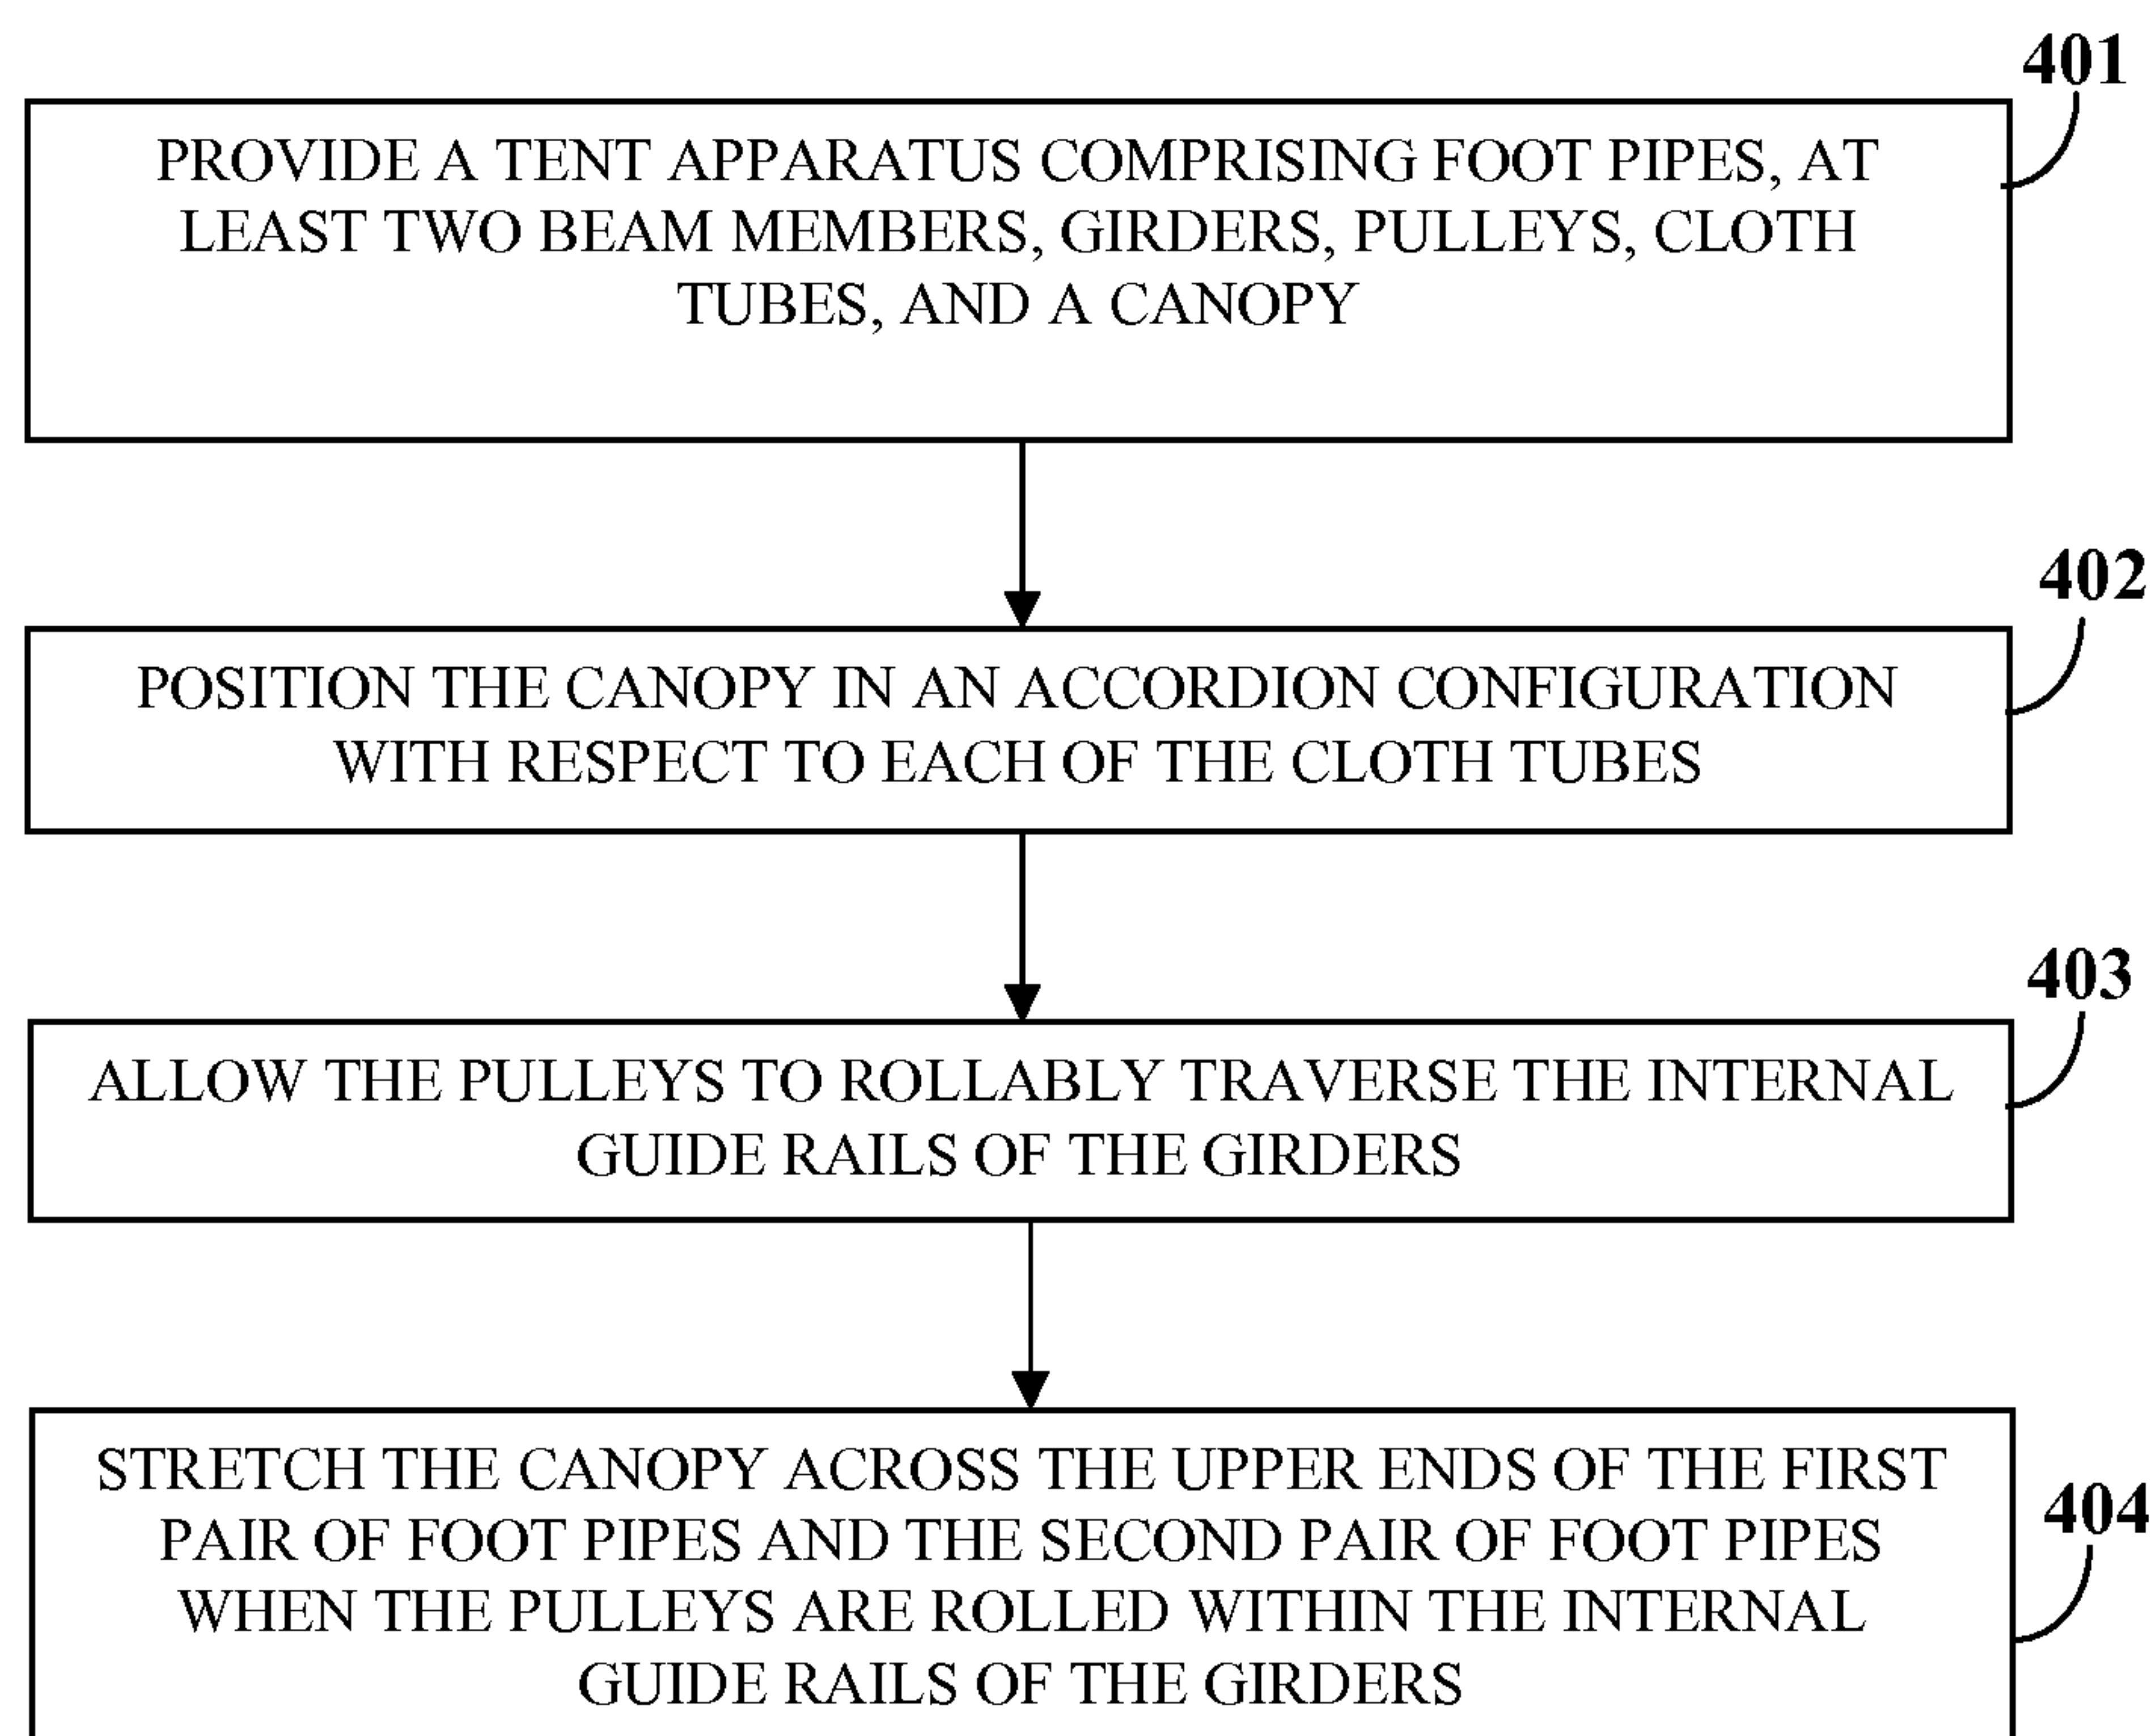 401
PROVIDE A TENT APPARATUS COMPRISING FOOT PIPES, AT
LEAST TWO BEAM MEMBERS, GIRDERS, PULLEYS, CLOTH
TUBES, AND A CANOPY
402
POSITION THE CANOPY IN AN ACCORDION CONFIGURATION
WITH RESPECT TO EACH OF THE CLOTH TUBES
403
ALLOW THE PULLEYS TO ROLLABLY TRAVERSE THE INTERNAL
GUIDE RAILS OF THE GIRDERS
404
STRETCH THE CANOPY ACROSS THE UPPER ENDS OF THE FIRST
PAIR OF FOOT PIPES AND THE SECOND PAIR OF FOOT PIPES
WHEN THE PULLEYS ARE ROLLED WITHIN THE INTERNAL
GUIDE RAILS OF THE GIRDERS